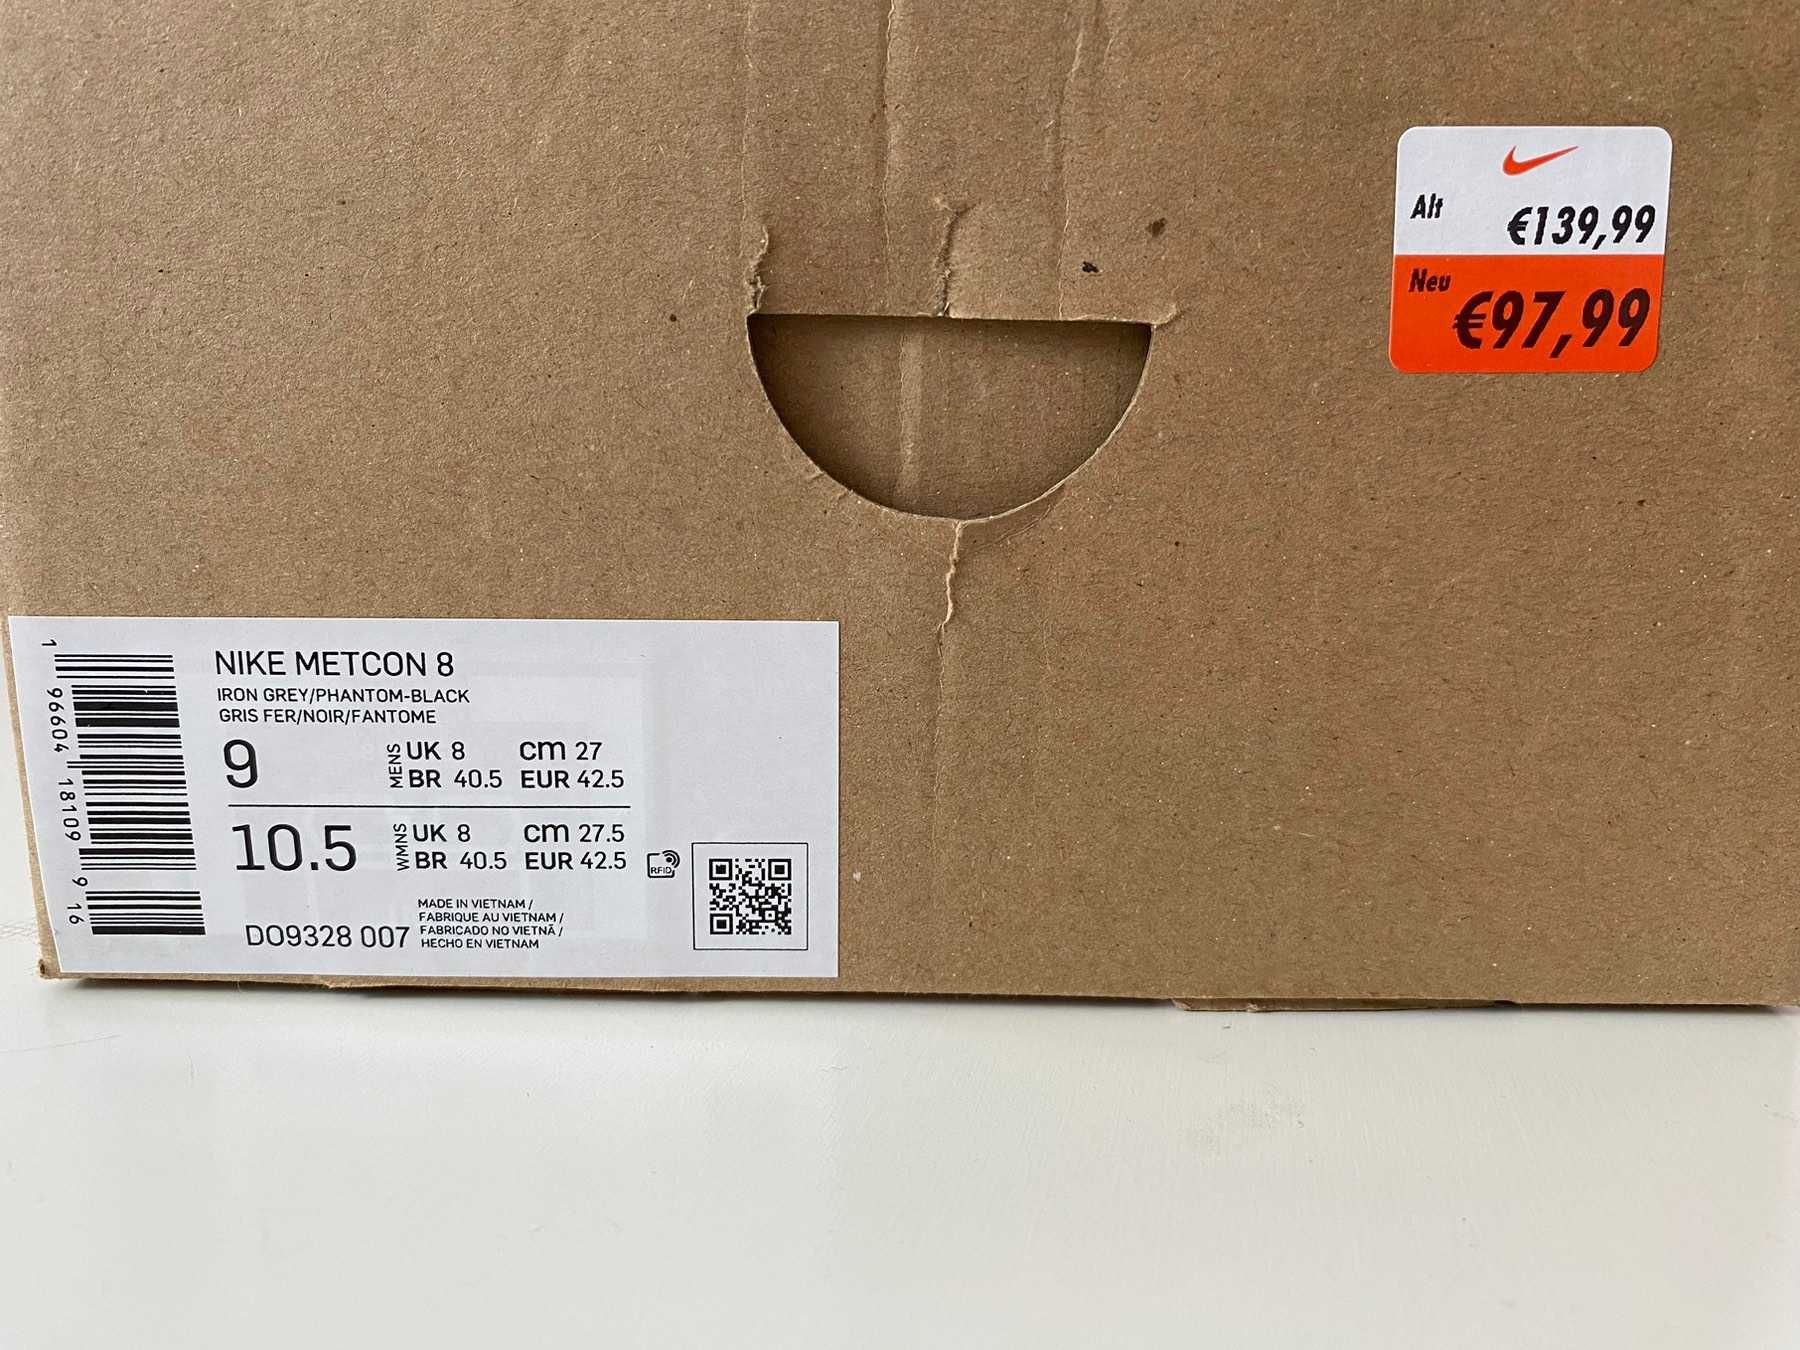 Alt
€139,99
Neu
€97,99
1 96604 18109 9 16
NIKE METCON 8
IRON GREY/PHANTOM-BLACK
GRIS FER/NOIR/FANTOME
9 MENS UK 8 CM 27
BR 40.5 EUR 42.5
10.5 WMNS UK 8 CM 27.5
BR 40.5 EUR 42.5
RFID
DO9328 007
MADE IN VIETNAM /
FABRIQUE AU VIETNAM /
FABRICADO NO VIETNÃ /
HECHO EN VIETNAM